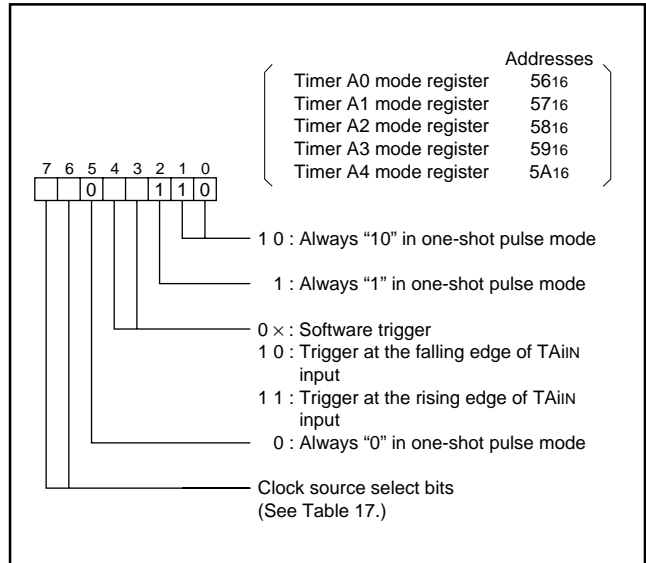 Addresses
Timer A0 mode register 5616
Timer A1 mode register 5716
Timer A2 mode register 5816
Timer A3 mode register 5916
Timer A4 mode register 5A16
7 6 5 4 3 2 1 0
0 1 1 0
1 0 : Always “10” in one-shot pulse mode
1 : Always “1” in one-shot pulse mode
0 × : Software trigger
1 0 : Trigger at the falling edge of TAiIN
input
1 1 : Trigger at the rising edge of TAiIN
input
0 : Always “0” in one-shot pulse mode
Clock source select bits
(See Table 17.)